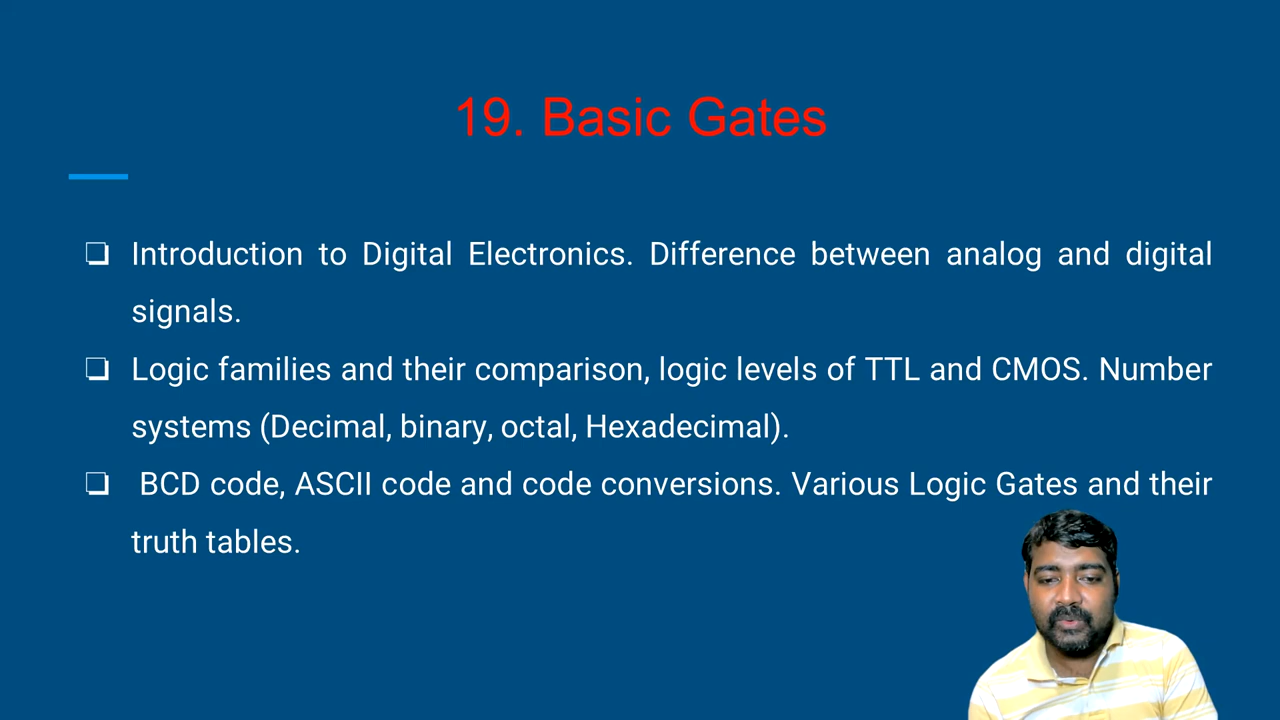 19. Basic Gates
❏ Introduction to Digital Electronics. Difference between analog and digital
signals.
❏ Logic families and their comparison, logic levels of TTL and CMOS. Number
systems (Decimal, binary, octal, Hexadecimal).
❏ BCD code, ASCII code and code conversions. Various Logic Gates and their
truth tables.